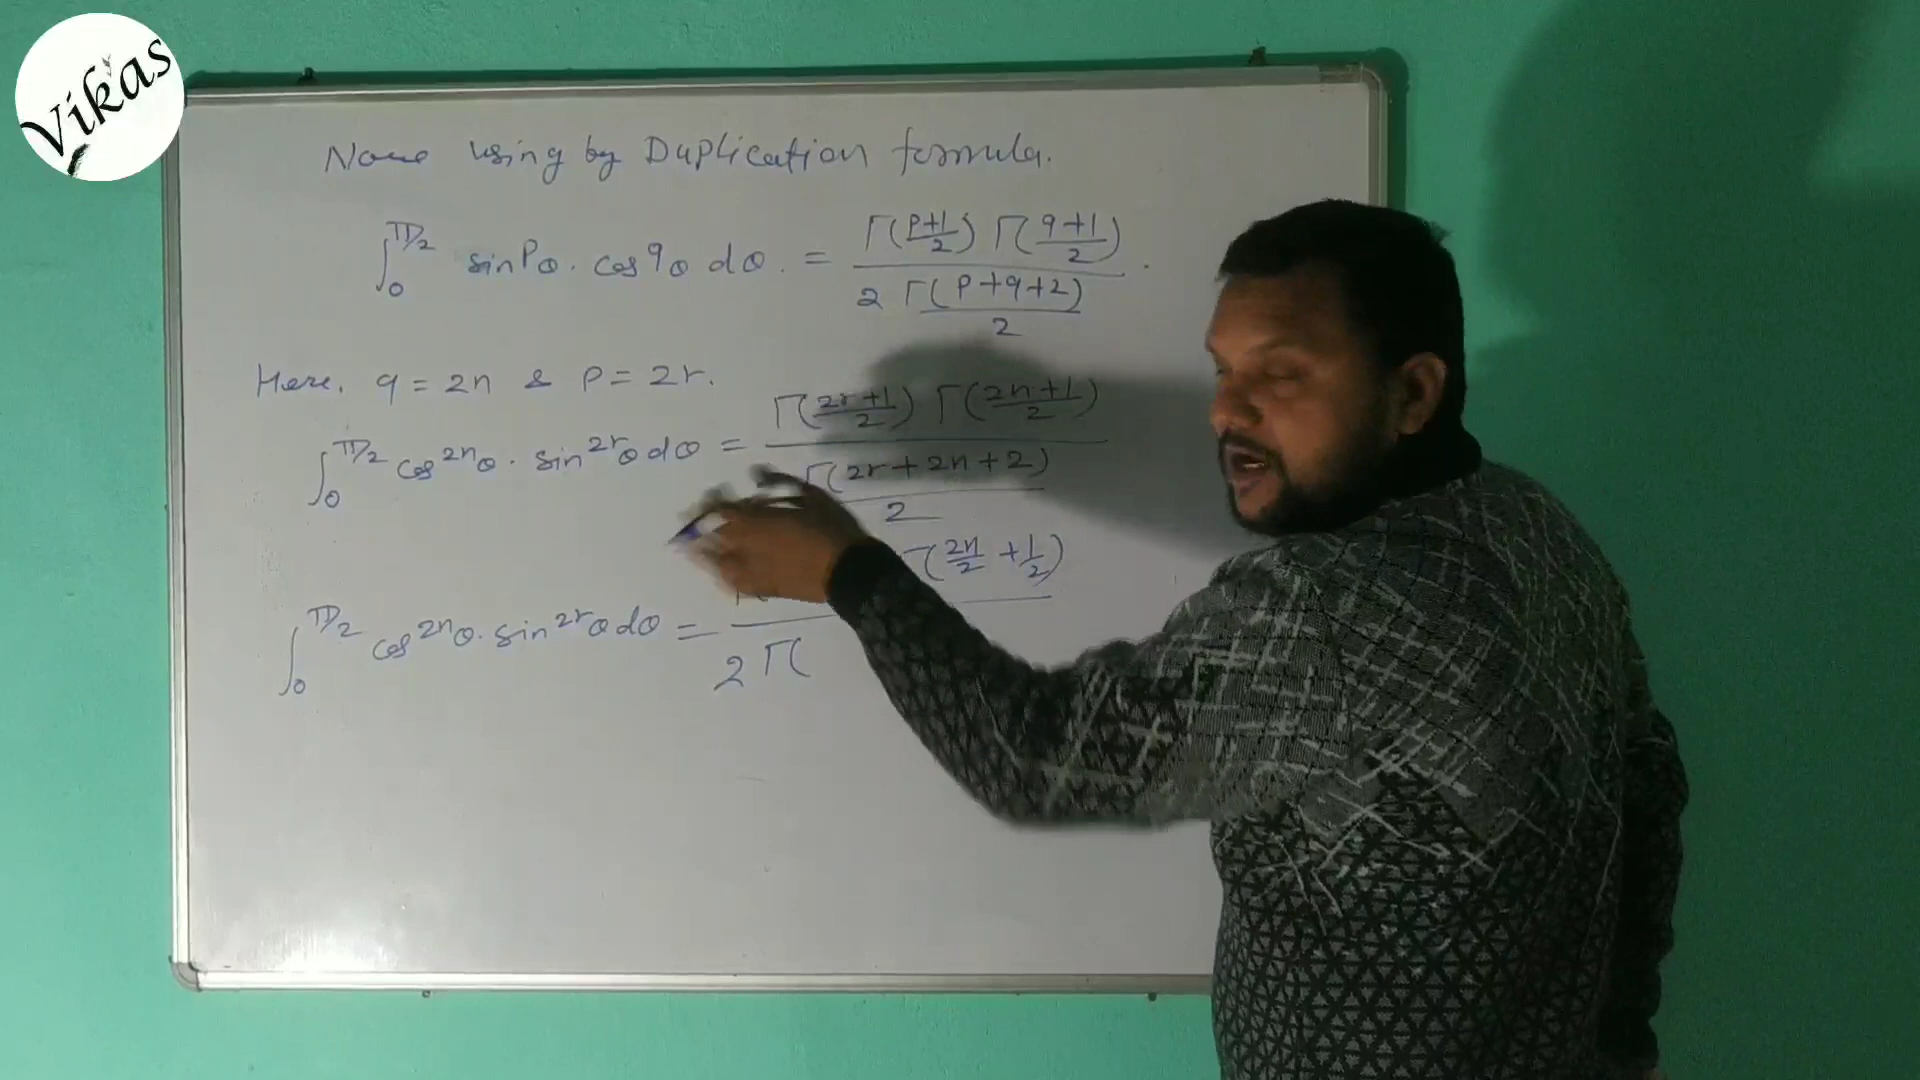 Vikas
Now using by Duplication formula.
∫₀^{π/2} sin^pθ. cos^qθ dθ. = Γ((p+1)/2) Γ((q+1)/2) / 2 Γ((p+q+2)/2) .
Here. q = 2n & p = 2r.
∫₀^{π/2} cos^{2n}θ. sin^{2r}θ dθ = Γ((2r+1)/2) Γ((2n+1)/2) / Γ((2r+2n+2)/2)
∫₀^{π/2} cos^{2n}θ. sin^{2r}θ dθ = Γ(2n/2 + 1/2) / 2 Γ(